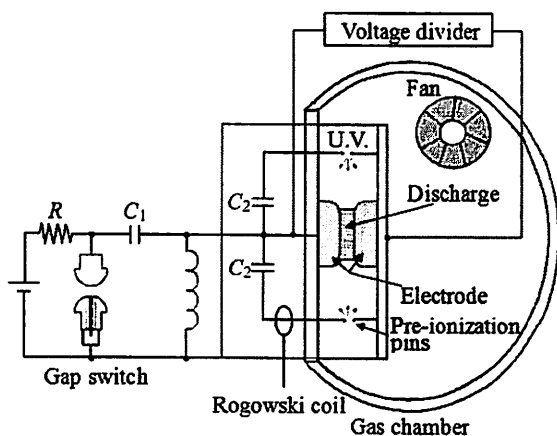 Voltage divider
Fan
U.V.
C2
Discharge
R
C1
C2
Electrode
Pre-ionization
pins
Gap switch
Rogowski coil
Gas chamber